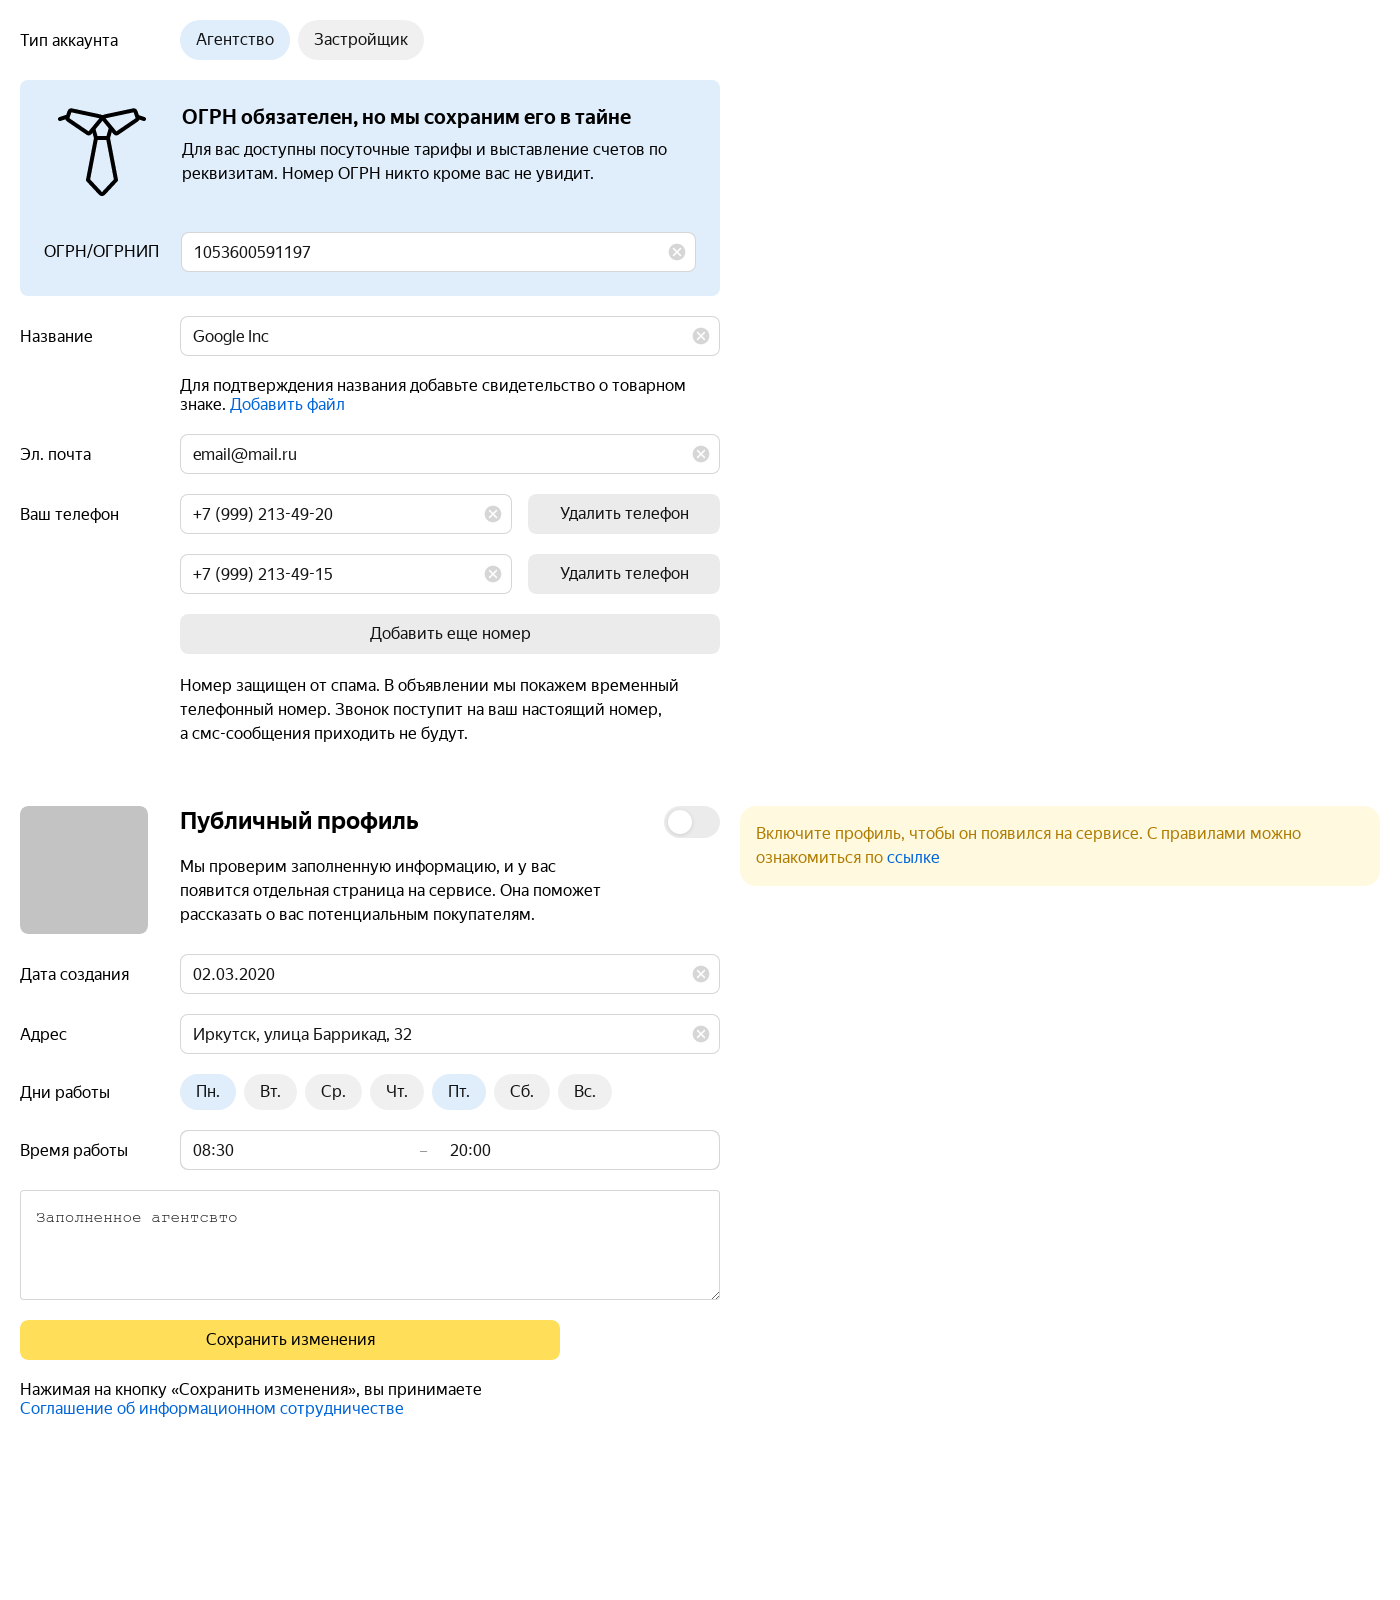 Тип аккаунта
Агентство
Застройщик
ОГРН обязателен, но мы сохраним его в тайне
Для вас доступны посуточные тарифы и выставление счетов по
реквизитам. Номер ОГРН никто кроме вас не увидит.
ОГРН/ОГРНИП
1053600591197
Название
Google Inc
Для подтверждения названия добавьте свидетельство о товарном
знаке. Добавить файл
Эл. почта
email@mail.ru
Ваш телефон
+7 (999) 213-49-20
Удалить телефон
+7 (999) 213-49-15
Удалить телефон
Добавить еще номер
Номер защищен от спама. В объявлении мы покажем временный
телефонный номер. Звонок поступит на ваш настоящий номер,
а смс-сообщения приходить не будут.
Публичный профиль
Мы проверим заполненную информацию, и у вас
появится отдельная страница на сервисе. Она поможет
рассказать о вас потенциальным покупателям.
Включите профиль, чтобы он появился на сервисе. С правилами можно
ознакомиться по ссылке
Дата создания
02.03.2020
Адрес
Иркутск, улица Баррикад, 32
Дни работы
Пн.
Вт.
Ср.
Чт.
Пт.
Сб.
Вс.
Время работы
08:30 – 20:00
Заполненное агентсвто
Сохранить изменения
Нажимая на кнопку «Сохранить изменения», вы принимаете
Соглашение об информационном сотрудничестве